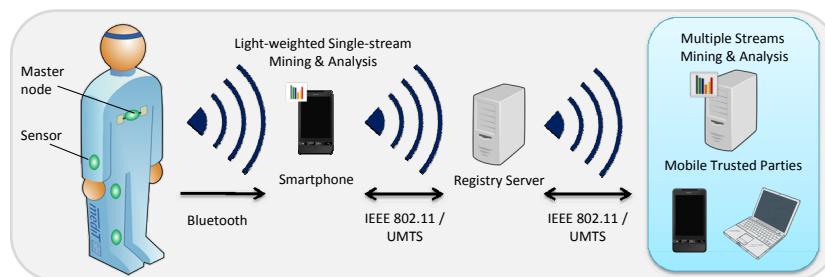 Light-weighted Single-stream
Mining & Analysis
Multiple Streams
Mining & Analysis
Master
node
Sensor
Smartphone
Registry Server
Mobile Trusted Parties
Bluetooth
IEEE 802.11 /
UMTS
IEEE 802.11 /
UMTS